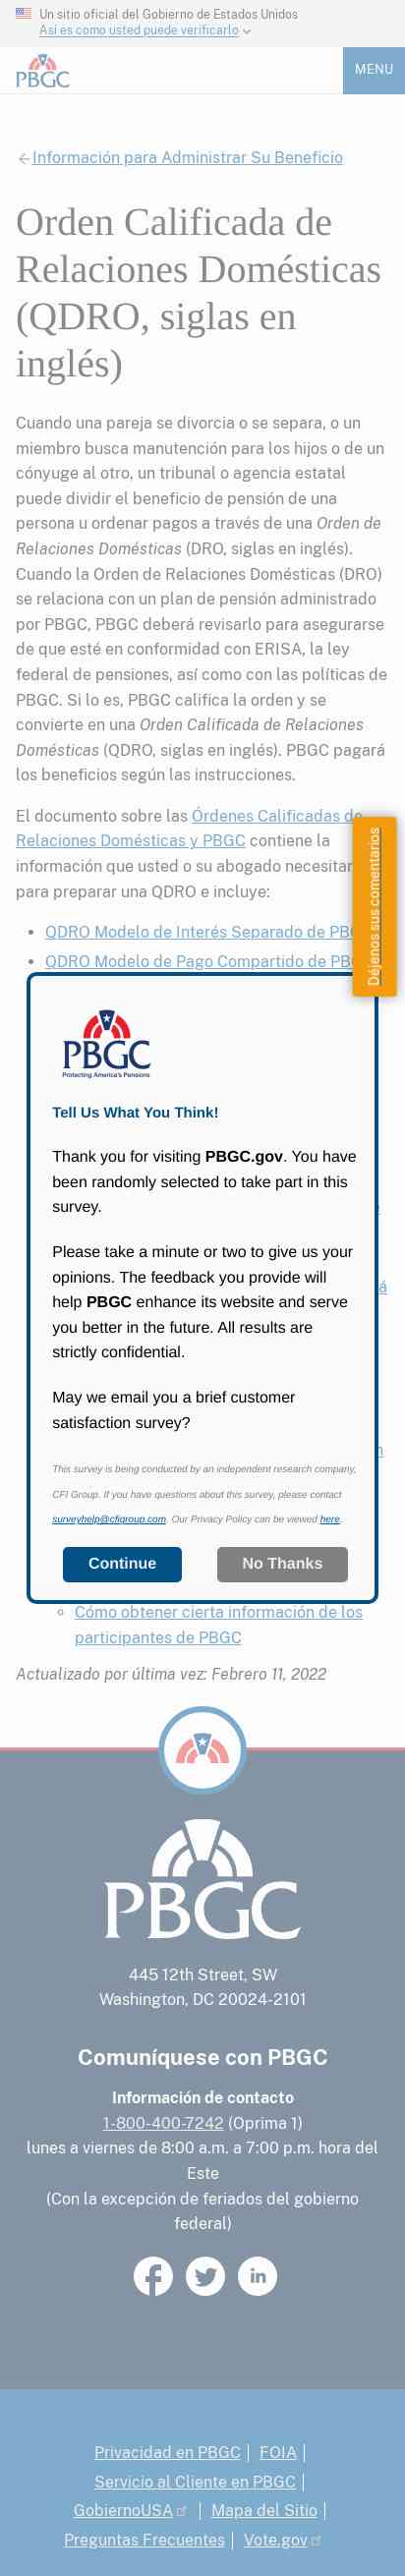 Un sitio oficial del Gobierno de Estados Unidos
Así es como usted puede verificarlo
PBGC
MENU
Información para Administrar Su Beneficio
Orden Calificada de
Relaciones Domésticas
(QDRO, siglas en
inglés)
Cuando una pareja se divorcia o se separa, o un
miembro busca manutención para los hijos o de un
cónyuge al otro, un tribunal o agencia estatal
puede dividir el beneficio de pensión de una
persona u ordenar pagos a través de una Orden de
Relaciones Domésticas (DRO, siglas en inglés).
Cuando la Orden de Relaciones Domésticas (DRO)
se relaciona con un plan de pensión administrado
por PBGC, PBGC deberá revisarlo para asegurarse
de que esté en conformidad con ERISA, la ley
federal de pensiones, así como con las políticas de
PBGC. Si lo es, PBGC califica la orden y se
convierte en una Orden Calificada de Relaciones
Domésticas (QDRO, siglas en inglés). PBGC pagará
los beneficios según las instrucciones.
El documento sobre las Órdenes Calificadas de
Relaciones Domésticas y PBGC contiene la
información que usted o su abogado necesitar
para preparar una QDRO e incluye:
Déjenos sus comentarios
QDRO Modelo de Interés Separado de
QDRO Modelo de Pago Compartido de
PBGC
Protecting America's Pensions
Tell Us What You Think!
Thank you for visiting PBGC.gov. You have
been randomly selected to take part in this
survey.
Please take a minute or two to give us your
opinions. The feedback you provide will
help PBGC enhance its website and serve
you better in the future. All results are
strictly confidential.
May we email you a brief customer
satisfaction survey?
This survey is being conducted by an independent research company,
CFI Group. If you have questions about this survey, please contact
surveyhelp@cfigroup.com. Our Privacy Policy can be viewed here.
Continue
No Thanks
Cómo obtener cierta información de los
participantes de PBGC
Actualizado por última vez: Febrero 11, 2022
PBGC
445 12th Street, SW
Washington, DC 20024-2101
Comuníquese con PBGC
Información de contacto
1-800-400-7242 (Oprima 1)
lunes a viernes de 8:00 a.m. a 7:00 p.m. hora del
Este
(Con la excepción de feriados del gobierno
federal)
Privacidad en PBGC | FOIA |
Servicio al Cliente en PBGC |
GobiernoUSA | Mapa del Sitio |
Preguntas Frecuentes | Vote.gov